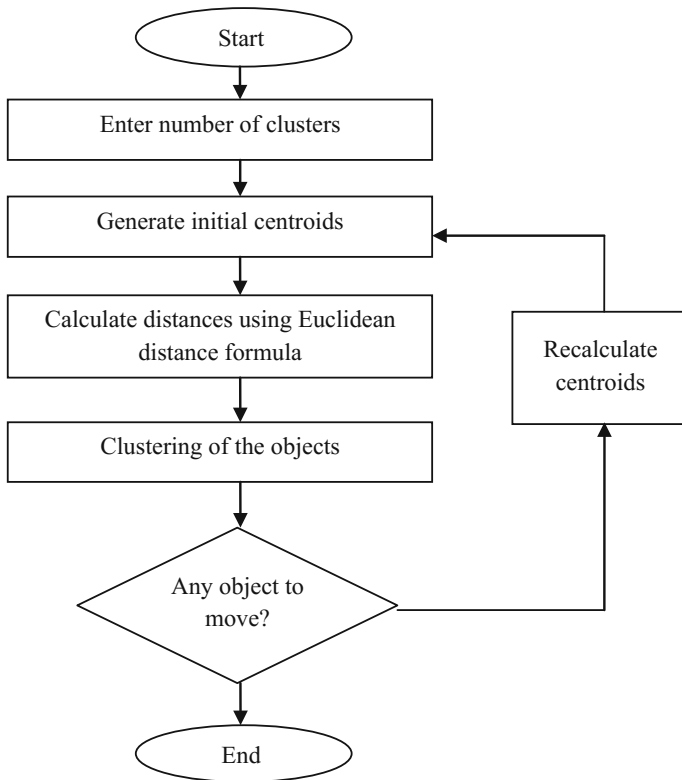 Start
Enter number of clusters
Generate initial centroids
Calculate distances using Euclidean
distance formula
Recalculate
centroids
Clustering of the objects
Any object to
move?
End